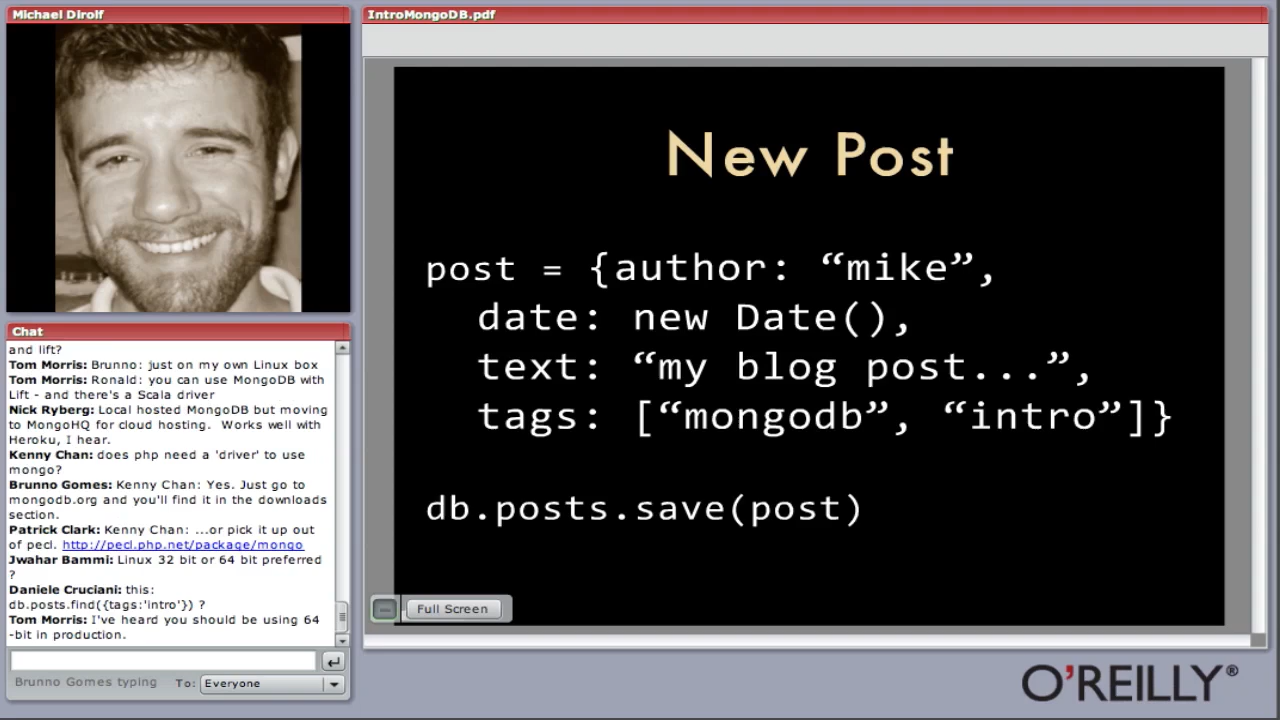 Michael Dirolf
Chat
and lift?
Tom Morris: Brunno: just on my own Linux box
Tom Morris: Ronald: you can use MongoDB with
Lift - and there's a Scala driver
Nick Ryberg: Local hosted MongoDB but moving
to MongoHQ for cloud hosting.  Works well with
Heroku, I hear.
Kenny Chan: does php need a 'driver' to use
mongo?
Brunno Gomes: Kenny Chan: Yes. Just go to
mongodb.org and you'll find it in the downloads
section.
Patrick Clark: Kenny Chan: ...or pick it up out
of pecl. http://pecl.php.net/package/mongo
Jwahar Bammi: Linux 32 bit or 64 bit preferred
?
Daniele Cruciani: this:
db.posts.find({tags:'intro'}) ?
Tom Morris: I've heard you should be using 64
-bit in production.
Brunno Gomes typing To: Everyone
IntroMongoDB.pdf
New Post
post = {author: “mike”,
date: new Date(),
text: “my blog post...”,
tags: [“mongodb”, “intro”]}
db.posts.save(post)
Full Screen
O'REILLY®